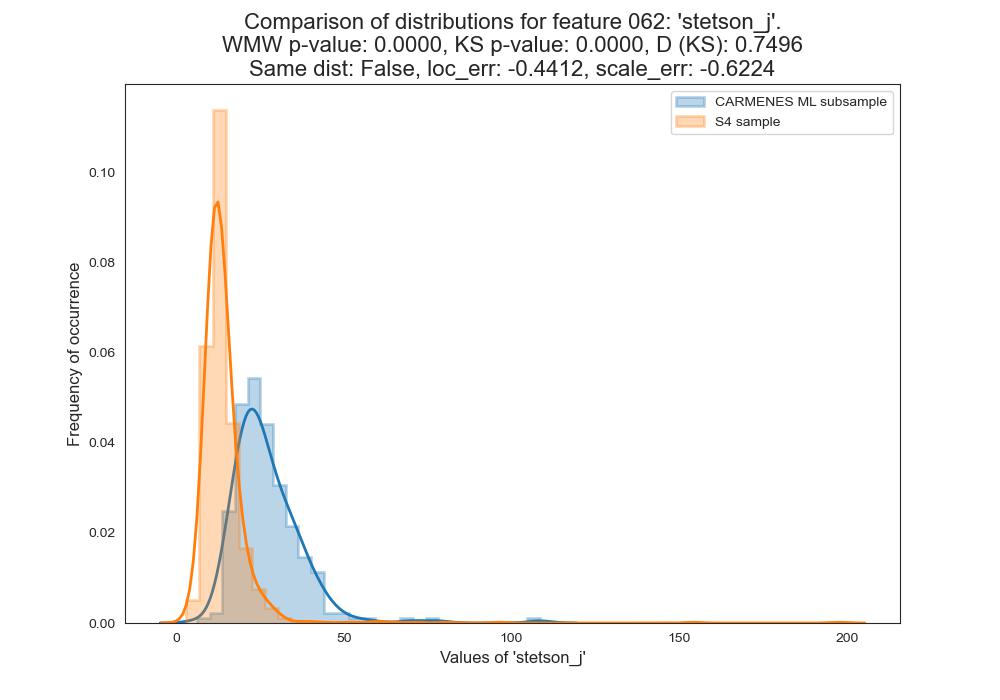 Comparison of distributions for feature 062: 'stetson_j'.
WMW p-value: 0.0000, KS p-value: 0.0000, D (KS): 0.7496
Same dist: False, loc_err: -0.4412, scale_err: -0.6224
CARMENES ML subsample
S4 sample
0.10
0.08
0.06
0.04
0.02
0.00
Frequency of occurrence
0 50 100 150 200
Values of 'stetson_j'